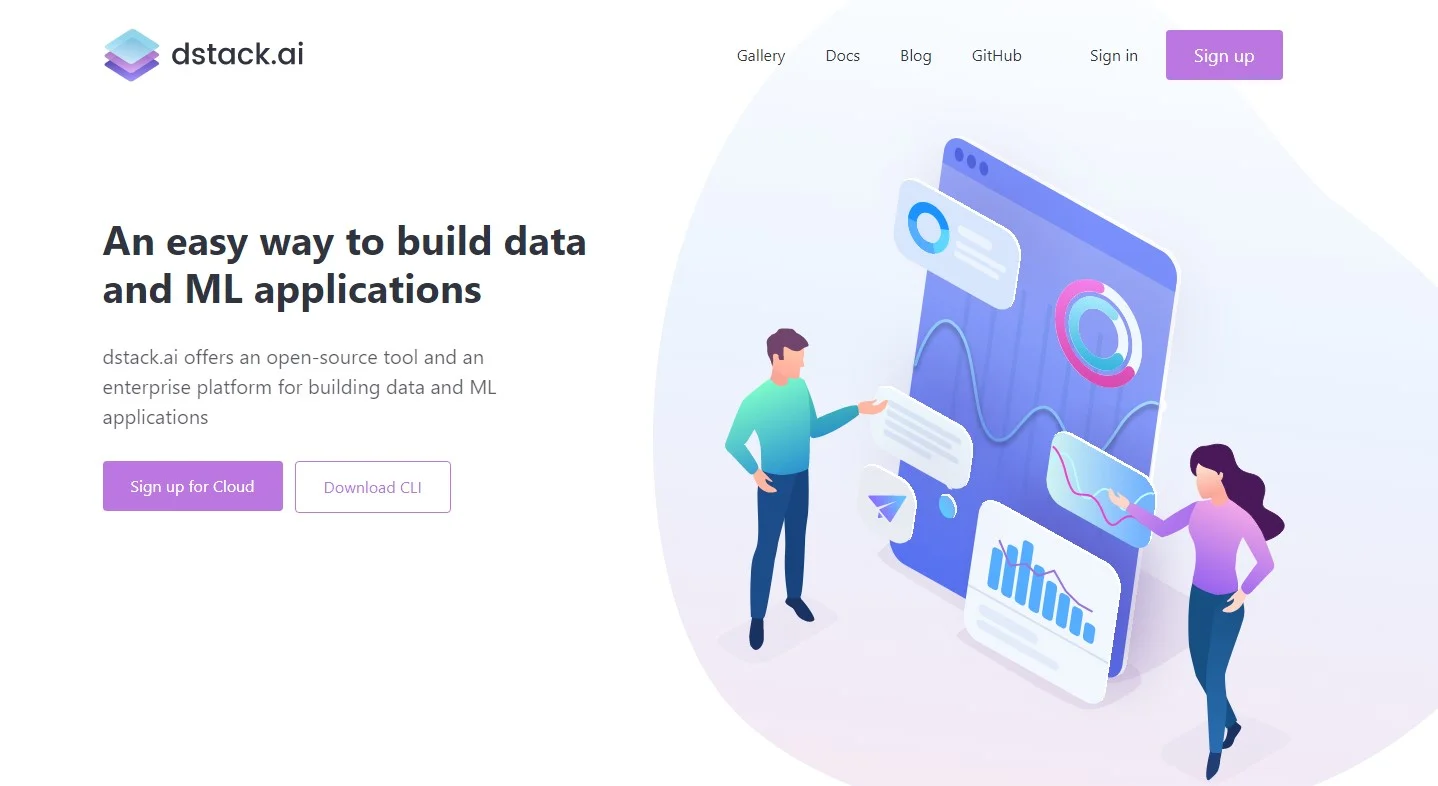 dstack.ai
Gallery
Docs
Blog
GitHub
Sign in
Sign up
An easy way to build data
and ML applications
dstack.ai offers an open-source tool and an
enterprise platform for building data and ML
applications
Sign up for Cloud
Download CLI